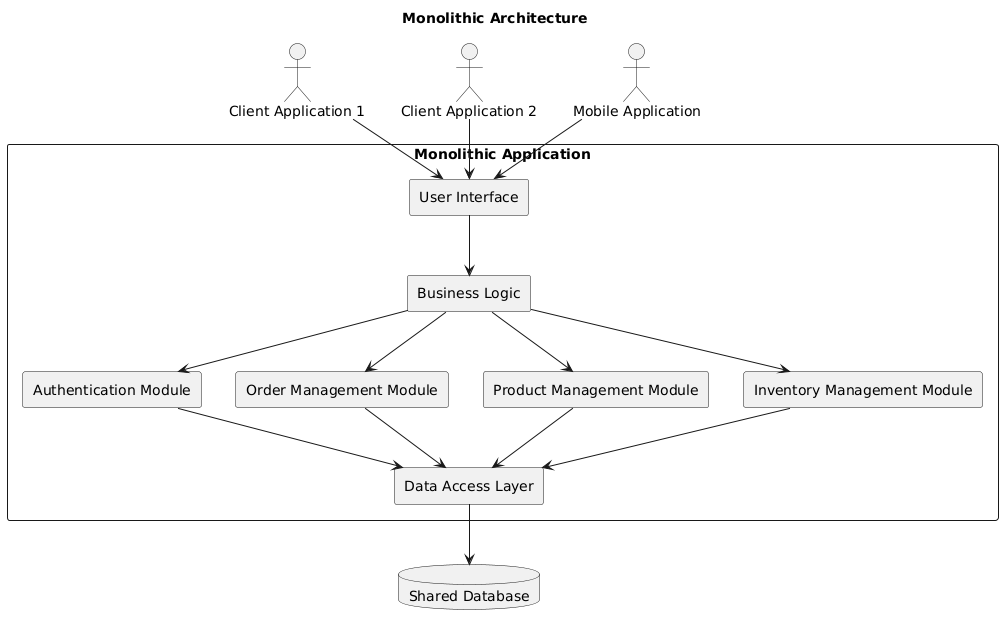 Monolithic Architecture
Client Application 1
Client Application 2
Mobile Application
Monolithic Application
User Interface
Business Logic
Authentication Module
Order Management Module
Product Management Module
Inventory Management Module
Data Access Layer
Shared Database